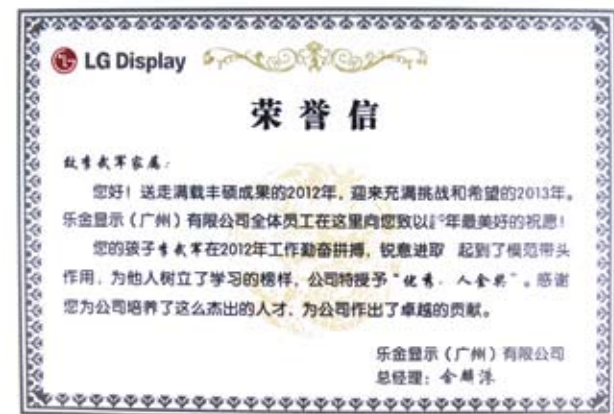 LG Display
荣誉信
致李武军家属：
您好！送走满载丰硕成果的2012年，迎来充满挑战和希望的2013年。
乐金显示（广州）有限公司全体员工在这里向您致以 年最美好的祝愿！
您的孩子李武军在2012年工作勤奋拼搏，锐意进取 起到了模范带头
作用，为他人树立了学习的榜样，公司特授予“优秀 人金奖”。感谢
您为公司培养了这么杰出的人才，为公司作出了卓越的贡献。
乐金显示（广州）有限公司
总经理：